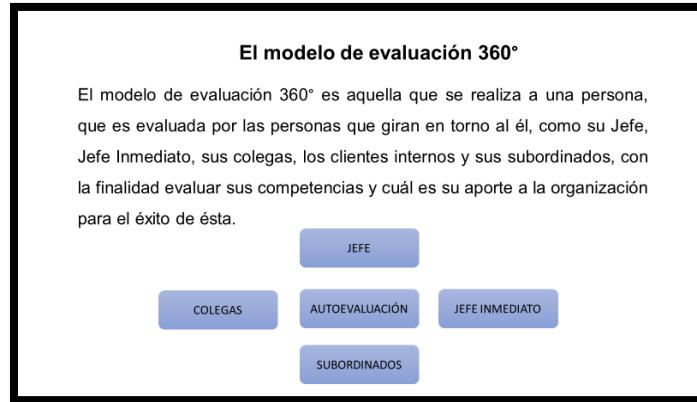 El modelo de evaluación 360°
El modelo de evaluación 360° es aquella que se realiza a una persona,
que es evaluada por las personas que giran en torno al él, como su Jefe,
Jefe Inmediato, sus colegas, los clientes internos y sus subordinados, con
la finalidad evaluar sus competencias y cuál es su aporte a la organización
para el éxito de ésta.
JEFE
COLEGAS
AUTOEVALUACIÓN
JEFE INMEDIATO
SUBORDINADOS